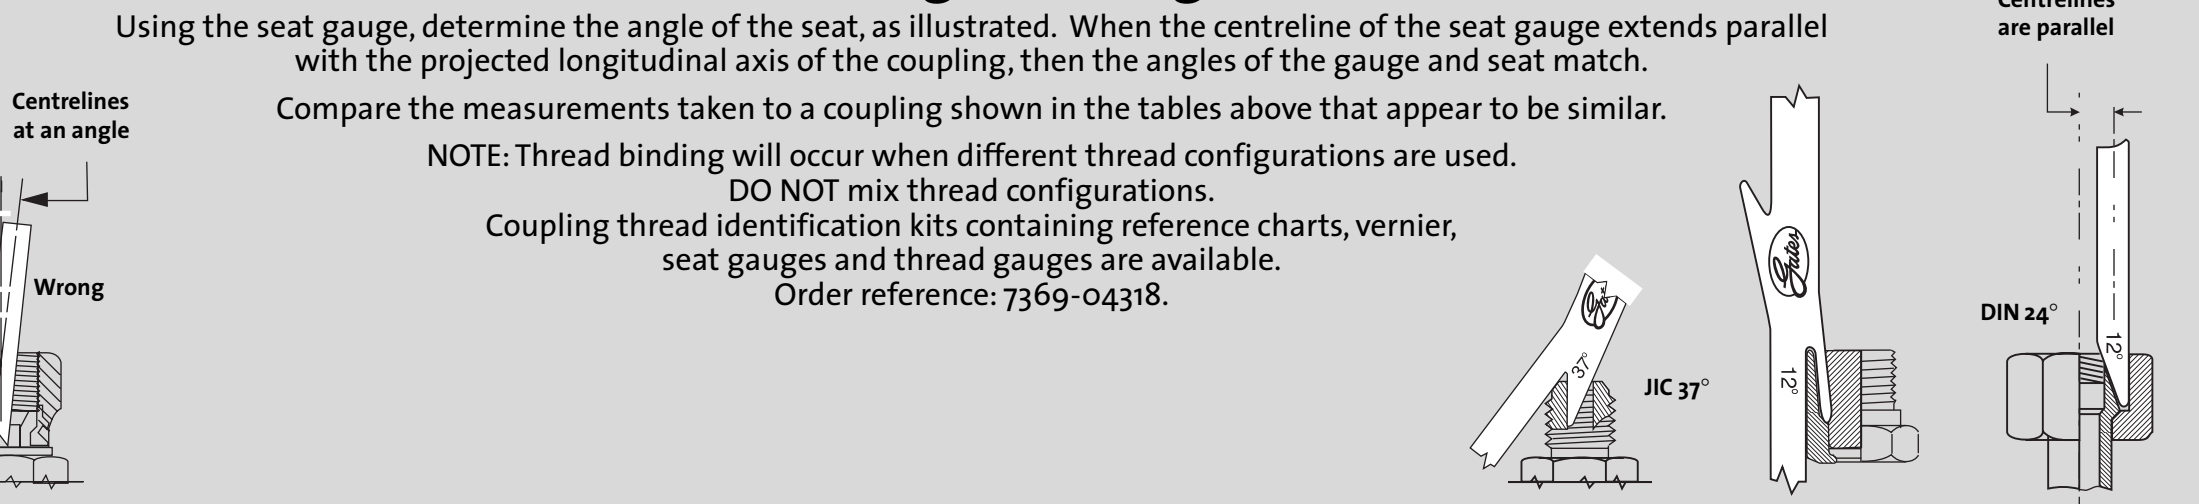 Using the seat gauge, determine the angle of the seat, as illustrated. When the centreline of the seat gauge extends parallel
with the projected longitudinal axis of the coupling, then the angles of the gauge and seat match.
Compare the measurements taken to a coupling shown in the tables above that appear to be similar.
NOTE: Thread binding will occur when different thread configurations are used.
DO NOT mix thread configurations.
Coupling thread identification kits containing reference charts, vernier,
seat gauges and thread gauges are available.
Order reference: 7369-04318.
Centrelines
at an angle
Wrong
37°
JIC 37°
Gates
12°
Centrelines
are parallel
DIN 24°
12°